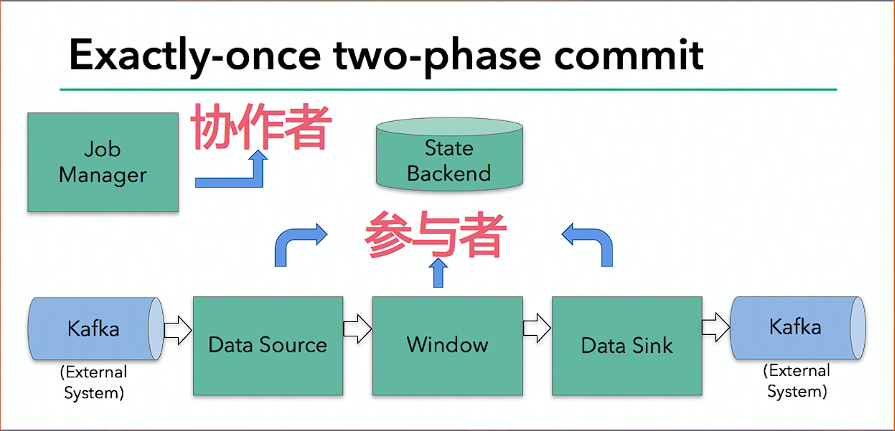 Exactly-once two-phase commit
Job
Manager
协作者
State
Backend
参与者
Kafka
(External
System)
Data Source
Window
Data Sink
Kafka
(External
System)